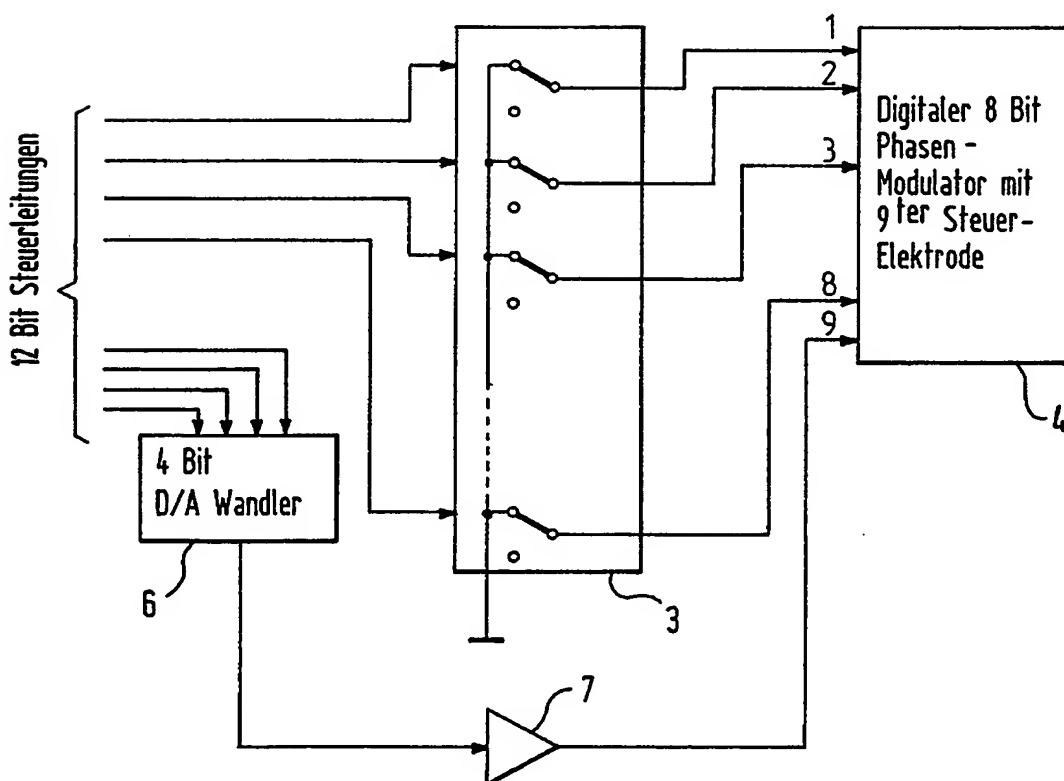 12 Bit Steuerleitungen
4 Bit
D/A Wandler
6
3
7
1
2
3
8
9
Digitaler 8 Bit
Phasen-
Modulator mit
9ter Steuer-
Elektrode
4